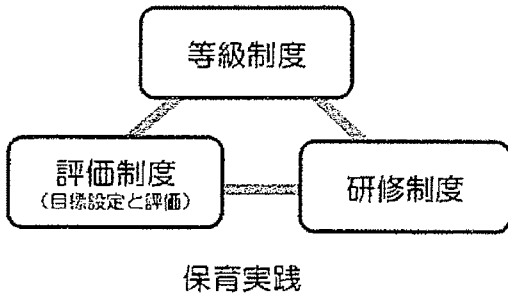 等級制度
評価制度
（目標設定と評価）
研修制度
保育実践